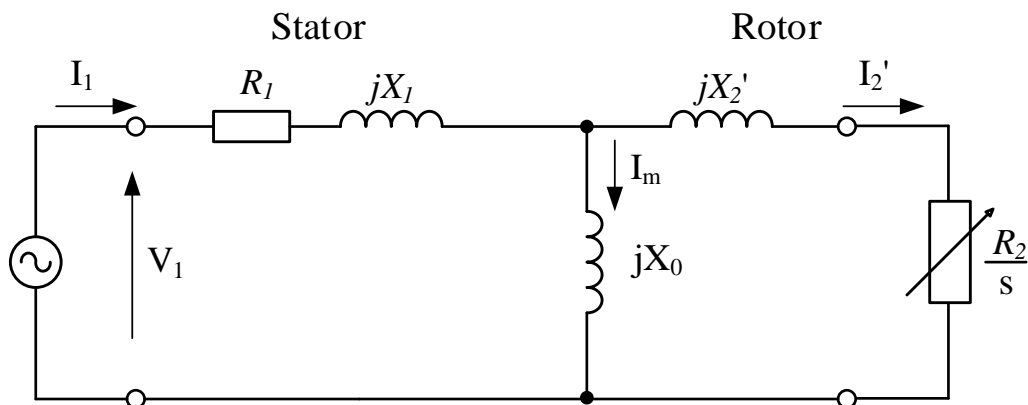 Stator
Rotor
I₁
R₁
jX₁
jX₂'
I₂'
Iₘ
V₁
jX₀
R₂
s